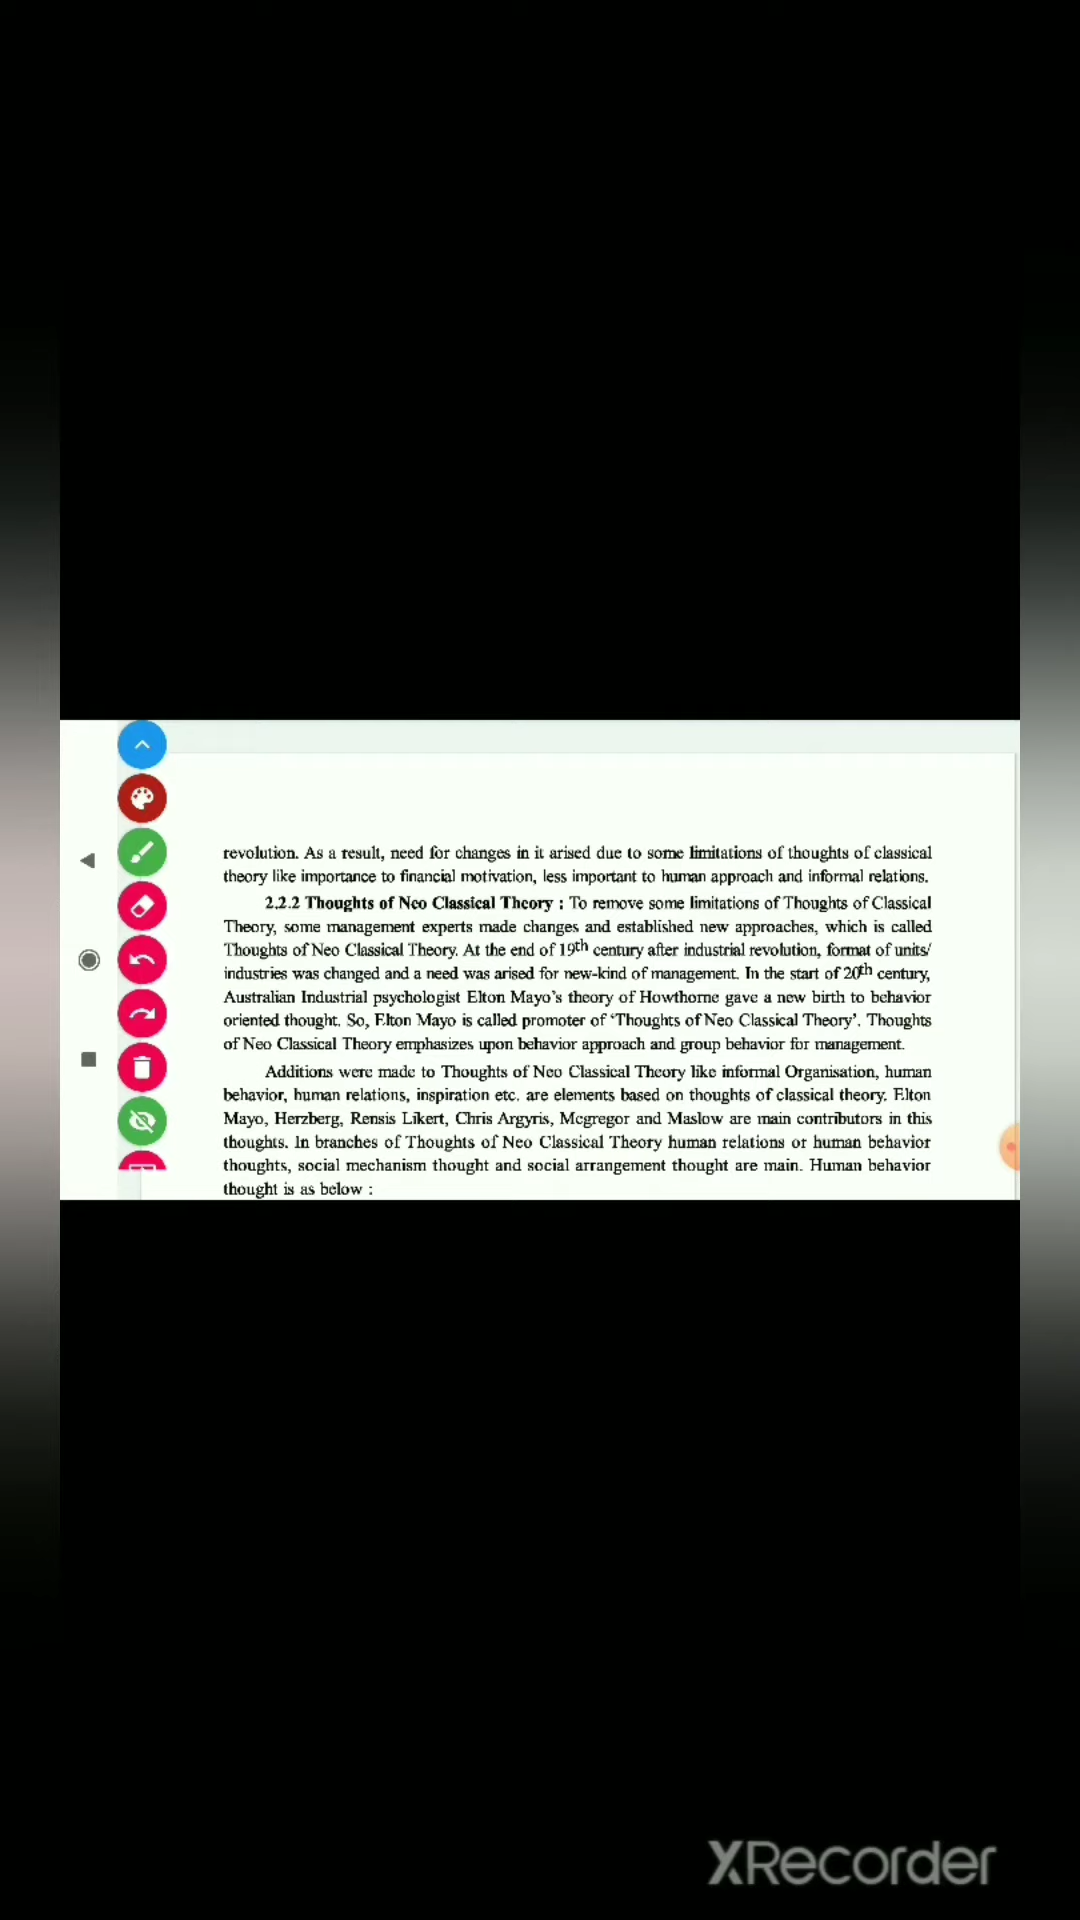 revolution. As a result, need for changes in it arised due to some limitations of thoughts of classical
theory like importance to financial motivation, less important to human approach and informal relations.
2.2.2 Thoughts of Neo Classical Theory : To remove some limitations of Thoughts of Classical
Theory, some management experts made changes and established new approaches, which is called
Thoughts of Neo Classical Theory. At the end of 19th century after industrial revolution, format of units/
industries was changed and a need was arised for new-kind of management. In the start of 20th century,
Australian Industrial psychologist Elton Mayo's theory of Howthorne gave a new birth to behavior
oriented thought. So, Elton Mayo is called promoter of 'Thoughts of Neo Classical Theory'. Thoughts
of Neo Classical Theory emphasizes upon behavior approach and group behavior for management.
Additions were made to Thoughts of Neo Classical Theory like informal Organisation, human
behavior, human relations, inspiration etc. are elements based on thoughts of classical theory. Elton
Mayo, Herzberg, Rensis Likert, Chris Argyris, Mcgregor and Maslow are main contributors in this
thoughts. In branches of Thoughts of Neo Classical Theory human relations or human behavior
thoughts, social mechanism thought and social arrangement thought are main. Human behavior
thought is as below :
XRecorder